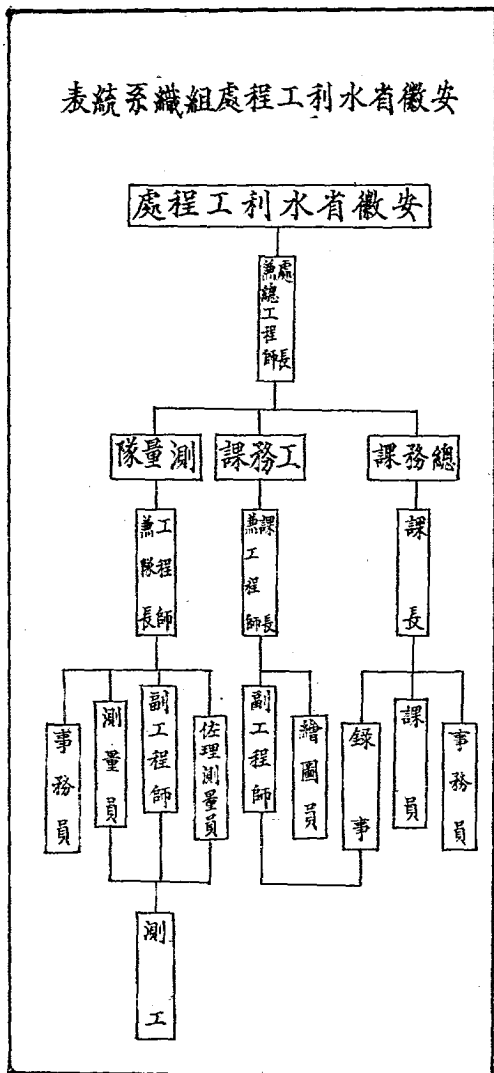 安徽省水利工程處組織系統表
安徽省水利工程處
處長
兼總工程師
總務課
工務課
測量隊
課長
課長
兼工程師
工程師
兼隊長
事務員
課員
錄事
繪圖員
副工程師
佐理測量員
副工程師
測量員
事務員
測工